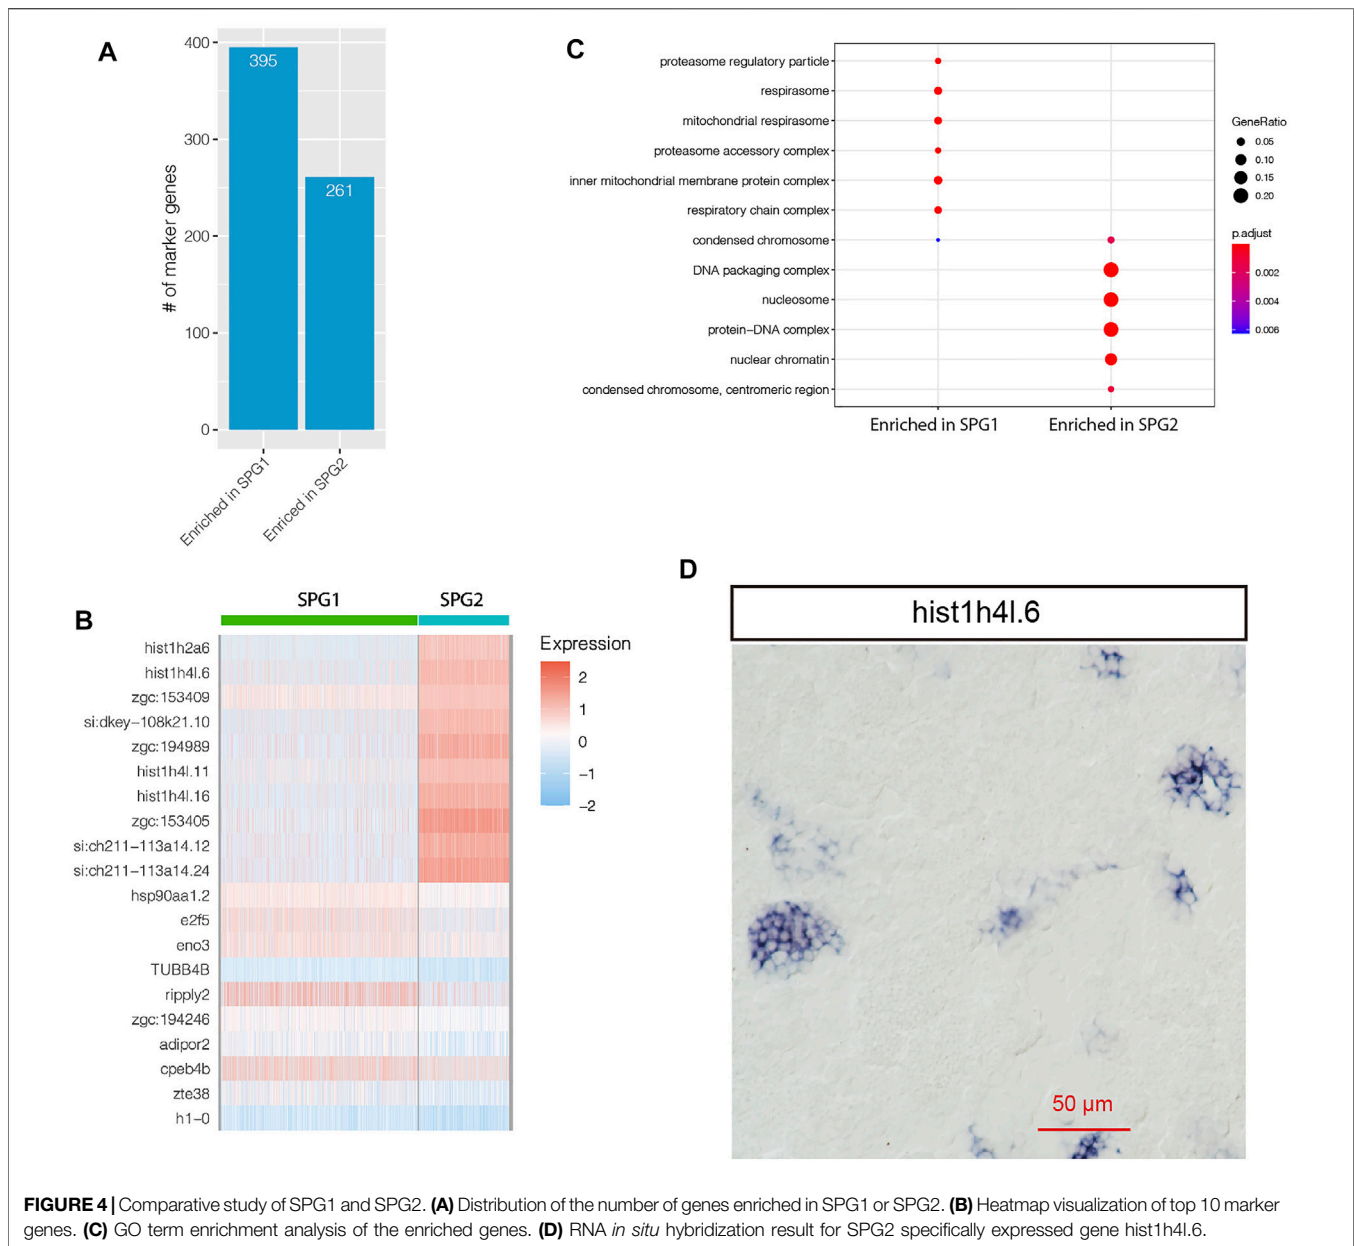 A
400
300
200
100
0
# of marker genes
395
261
Enriched in SPG1
Enriced in SPG2
C
proteasome regulatory particle
respirasome
mitochondrial respirasome
proteasome accessory complex
inner mitochondrial membrane protein complex
respiratory chain complex
condensed chromosome
DNA packaging complex
nucleosome
protein–DNA complex
nuclear chromatin
condensed chromosome, centromeric region
Enriched in SPG1
Enriched in SPG2
GeneRatio
0.05
0.10
0.15
0.20
p.adjust
0.002
0.004
0.006
B
SPG1
SPG2
hist1h2a6
hist1h4l.6
zgc:153409
si:dkey−108k21.10
zgc:194989
hist1h4l.11
hist1h4l.16
zgc:153405
si:ch211−113a14.12
si:ch211−113a14.24
hsp90aa1.2
e2f5
eno3
TUBB4B
ripply2
zgc:194246
adipor2
cpeb4b
zte38
h1−0
Expression
2
1
0
−1
−2
D
hist1h4l.6
50 µm
FIGURE 4 | Comparative study of SPG1 and SPG2. (A) Distribution of the number of genes enriched in SPG1 or SPG2. (B) Heatmap visualization of top 10 marker
genes. (C) GO term enrichment analysis of the enriched genes. (D) RNA in situ hybridization result for SPG2 specifically expressed gene hist1h4l.6.